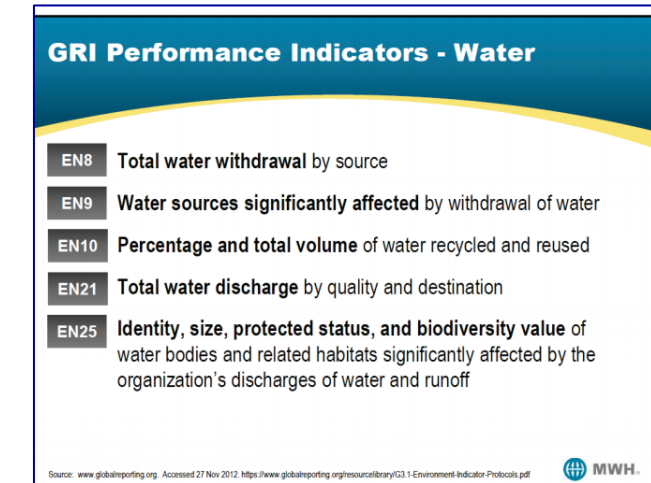 GRI Performance Indicators - Water
EN8 Total water withdrawal by source
EN9 Water sources significantly affected by withdrawal of water
EN10 Percentage and total volume of water recycled and reused
EN21 Total water discharge by quality and destination
EN25 Identity, size, protected status, and biodiversity value of
water bodies and related habitats significantly affected by the
organization's discharges of water and runoff
Source: www.globalreporting.org. Accessed 27 Nov 2012. https://www.globalreporting.org/resourcelibrary/G3.1-Environment-Indicator-Protocols.pdf
MWH®